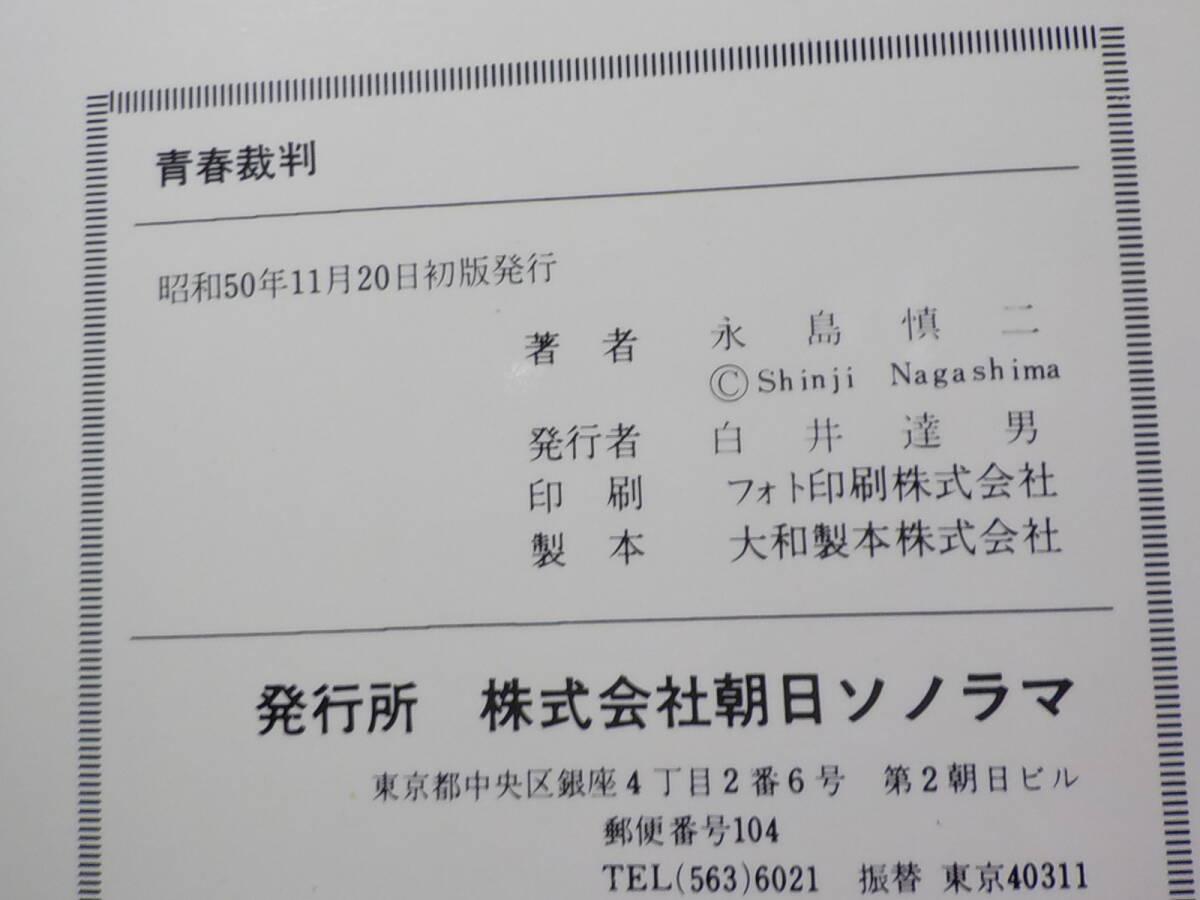 青春裁判
昭和50年11月20日初版発行
著 者 永 島 慎 二
©Shinji Nagashima
発行者 白 井 達 男
印 刷 フォト印刷株式会社
製 本 大和製本株式会社
発行所 株式会社朝日ソノラマ
東京都中央区銀座4丁目2番6号 第2朝日ビル
郵便番号104
TEL(563)6021 振替 東京40311